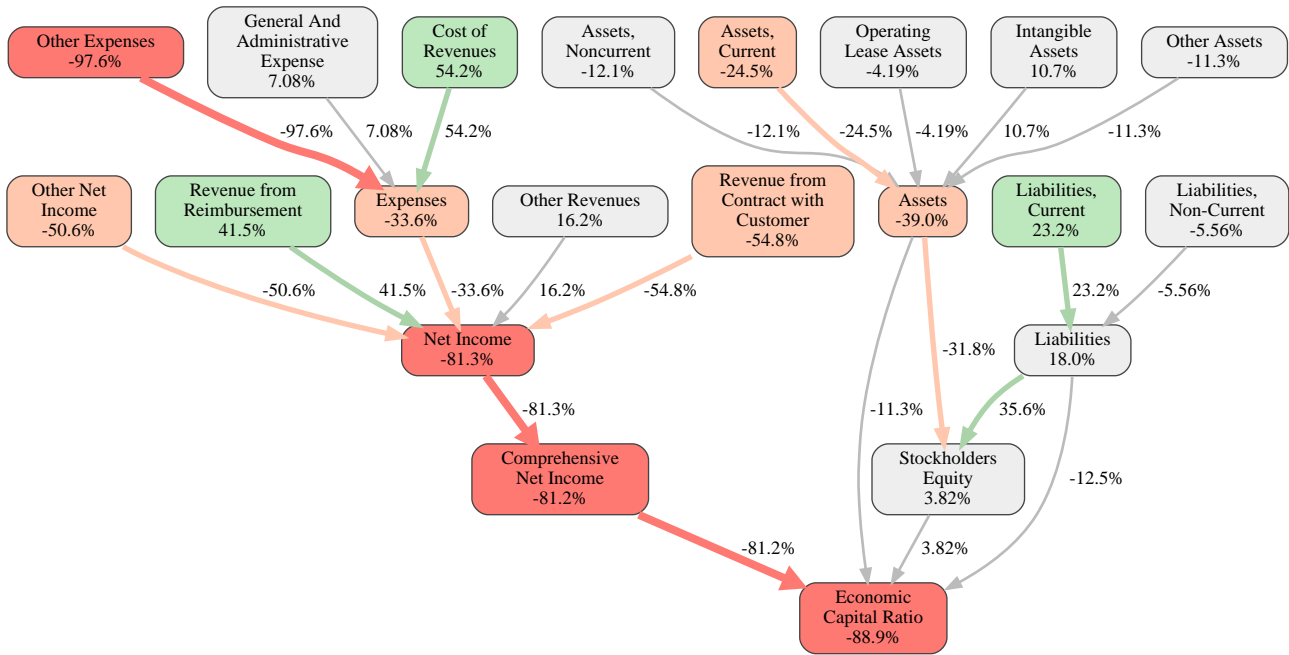 Other Expenses
-97.6%
General And
Administrative
Expense
7.08%
Cost of
Revenues
54.2%
Assets,
Noncurrent
-12.1%
Assets,
Current
-24.5%
Operating
Lease Assets
-4.19%
Intangible
Assets
10.7%
Other Assets
-11.3%
-97.6%
7.08%
54.2%
-12.1%
-24.5%
-4.19%
10.7%
-11.3%
Other Net
Income
-50.6%
Revenue from
Reimbursement
41.5%
Expenses
-33.6%
Other Revenues
16.2%
Revenue from
Contract with
Customer
-54.8%
Assets
-39.0%
Liabilities,
Current
23.2%
Liabilities,
Non-Current
-5.56%
-50.6%
41.5%
-33.6%
16.2%
-54.8%
23.2%
-5.56%
Net Income
-81.3%
Liabilities
18.0%
-31.8%
-81.3%
-11.3%
35.6%
Comprehensive
Net Income
-81.2%
Stockholders
Equity
3.82%
-12.5%
-81.2%
3.82%
Economic
Capital Ratio
-88.9%